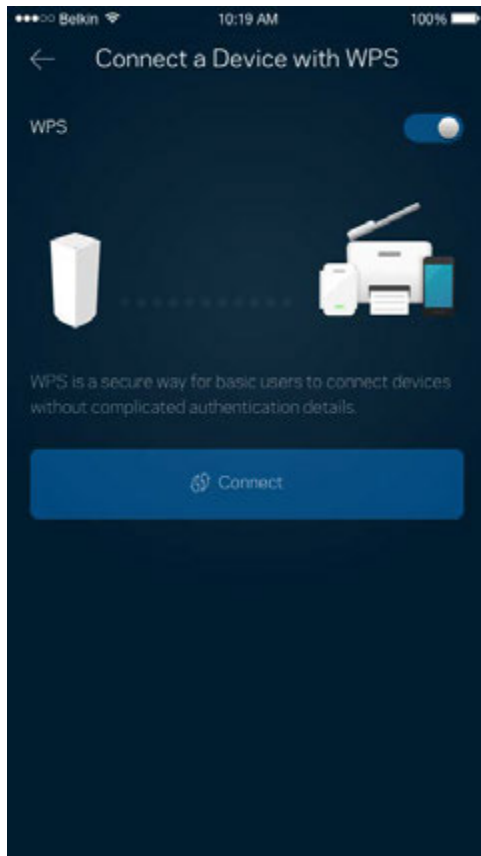 Belkin 10:19 AM 100%
Connect a Device with WPS
WPS
WPS is a secure way for basic users to connect devices
without complicated authentication details.
Connect